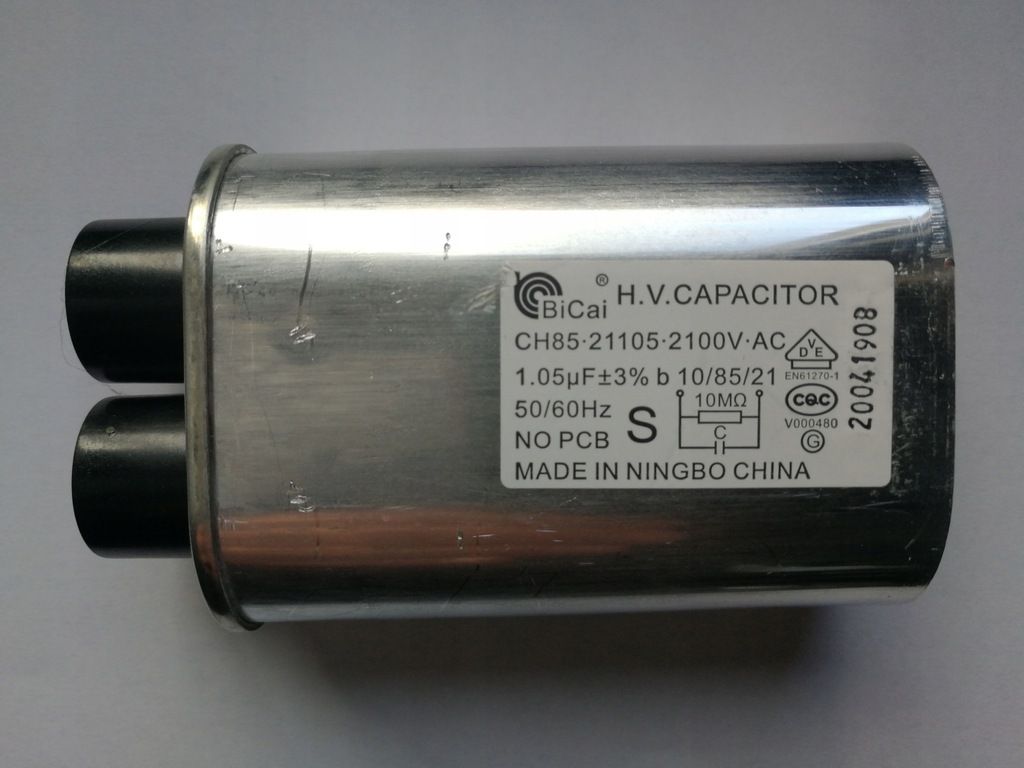 BiCai ® H.V.CAPACITOR
CH85·21105·2100V·AC
DVE
EN61270-1
1.05µF±3% b 10/85/21
50/60Hz
S
10MΩ
C
CQC
V000480
G
NO PCB
MADE IN NINGBO CHINA
20041908